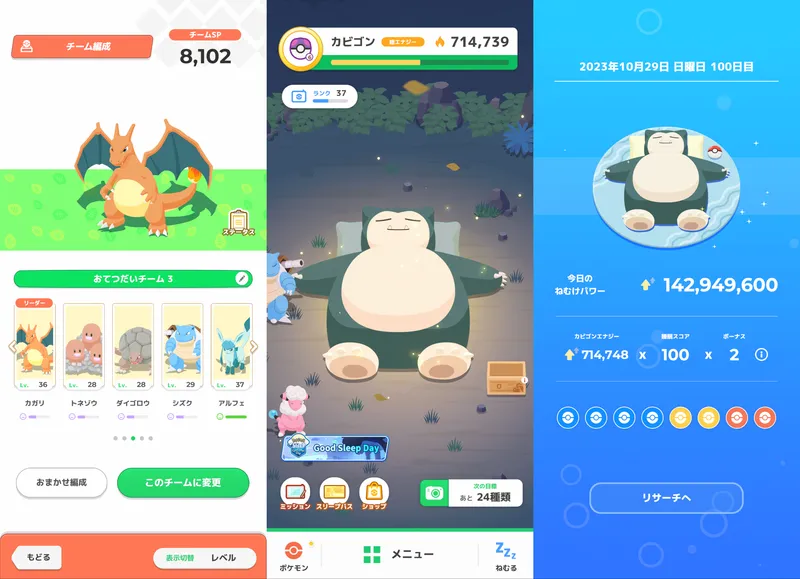 チーム編成
チームSP
8,102
ステータス
おてつだいチーム 3
リーダー
Lv. 36
Lv. 28
Lv. 28
Lv. 29
Lv. 37
カガリ
トネゾウ
ダイゴロウ
シズク
アルフェ
おまかせ編成
このチームに変更
もどる
表示切替
レベル
カビゴン
714,739
ランク 37
Good Sleep Day
ミッション
スリープパス
ショップ
次の目標
あと 24種類
ポケモン
メニュー
ZZZ
ねむる
2023年10月29日 日曜日 100日目
今日の
ねむけパワー
142,949,600
カビゴンエナジー
睡眠スコア
ボーナス
714,748 x 100 x 2
リサーチへ